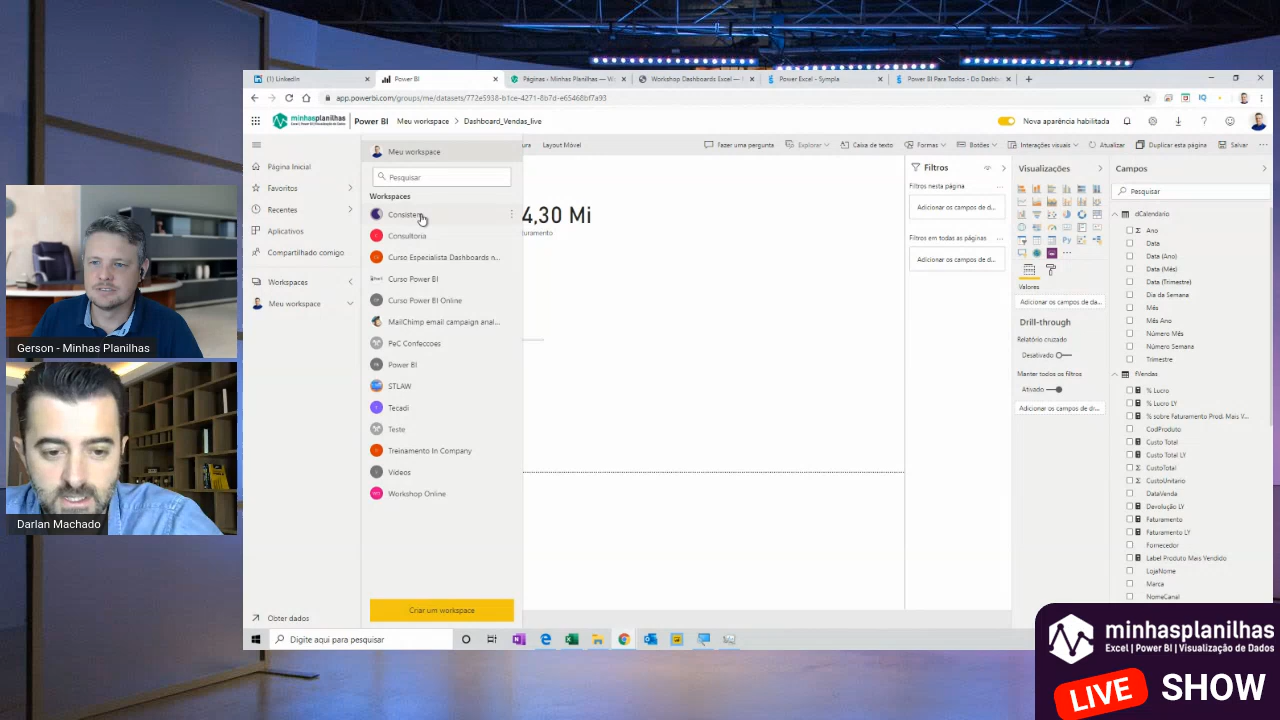 (1) LinkedIn
Power BI
Páginas - Minhas Planilhas — W
Workshop Dashboards Excel —
Power Excel - Sympla
Power BI Para Todos - Do Dashb
app.powerbi.com/groups/me/datasets/772e5938-b1ce-4271-8b7d-e65468bf7a93
minhasplanilhas
Power BI
Meu workspace > Dashboard_Vendas_live
Nova aparência habilitada
Layout Móvel
Fazer uma pergunta
Explorar
Caixa de texto
Formas
Botões
Interações visuais
Atualizar
Duplicar esta página
Salvar
Página Inicial
Favoritos
Recentes
Aplicativos
Compartilhado comigo
Workspaces
Meu workspace
Obter dados
Meu workspace
Pesquisar
Workspaces
Consultoria
Curso Especialista Dashboards n...
Curso Power BI
Curso Power BI Online
MailChimp email campaign anal...
PeC Confeccoes
Power BI
STLAW
Tecadi
Teste
Treinamento In Company
Vídeos
Workshop Online
Criar um workspace
4,30 Mi
turamento
Filtros
Filtros nesta página
Adicionar os campos de d...
Filtros em todas as páginas
Adicionar os campos de d...
Visualizações
Valores
Adicionar os campos de da...
Drill-through
Relatório cruzado
Desativado
Manter todos os filtros
Ativado
Adicionar os campos de dr...
Campos
Pesquisar
dCalendario
Ano
Data
Data (Ano)
Data (Mês)
Data (Trimestre)
Dia da Semana
Mês
Mês Ano
Número Mês
Número Semana
Trimestre
fVendas
% Lucro
% Lucro LY
% sobre Faturamento Prod. Mais V...
CodProduto
Custo Total
Custo Total LY
CustoTotal
CustoUnitario
DataVenda
Devolução LY
Faturamento
Faturamento LY
Fornecedor
Label Produto Mais Vendido
LojaNome
Marca
NomeCanal
Digite aqui para pesquisar
Gerson - Minhas Planilhas
Darlan Machado
minhasplanilhas
Excel | Power BI | Visualização de Dados
LIVE SHOW